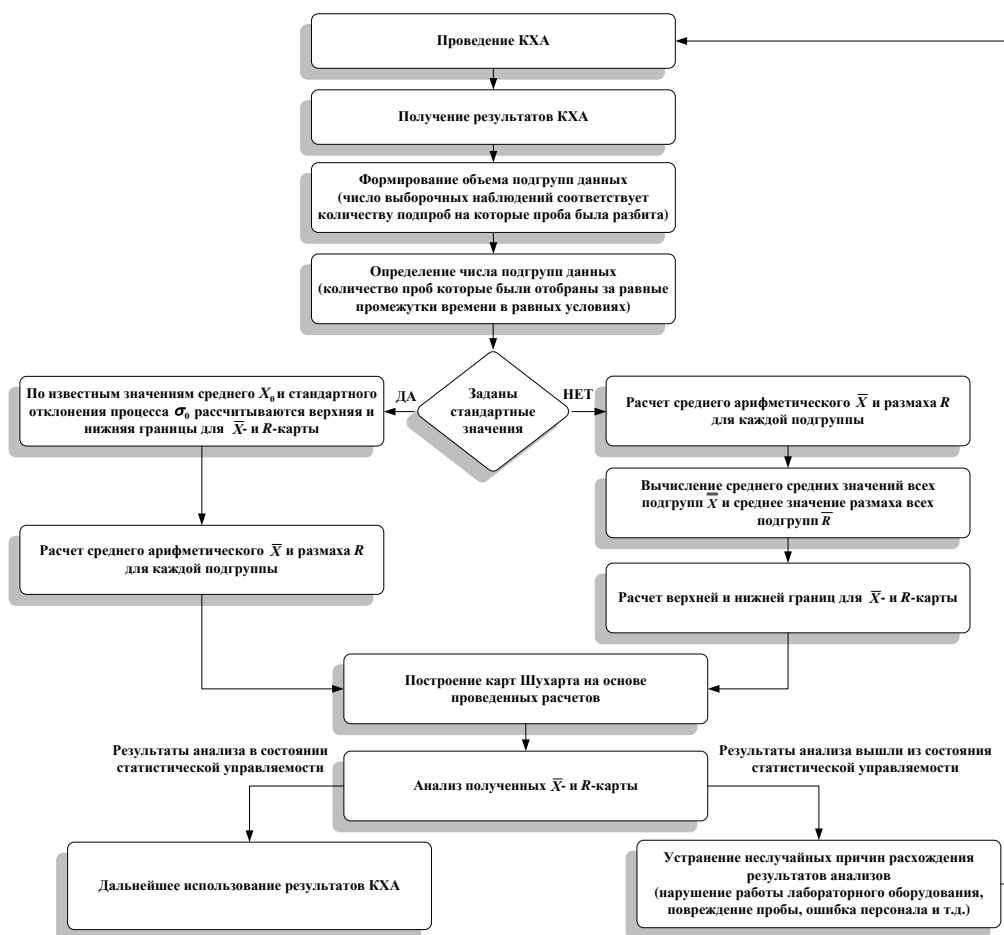 Проведение КХА
Получение результатов КХА
Формирование объема подгрупп данных
(число выборочных наблюдений соответствует
количеству подпроб на которые проба была разбита)
Определение числа подгрупп данных
(количество проб которые были отобраны за равные
промежутки времени в равных условиях)
Заданы
стандартные
значения
ДА
НЕТ
По известным значениям среднего X₀ и стандартного
отклонения процесса σ₀ рассчитываются верхняя и
нижняя границы для X̅- и R-карты
Расчет среднего арифметического X̅ и размаха R
для каждой подгруппы
Расчет среднего арифметического X̅ и размаха R
для каждой подгруппы
Вычисление среднего средних значений всех
подгрупп X̿ и среднее значение размаха всех
подгрупп R̅
Расчет верхней и нижней границ для X̅- и R-карты
Построение карт Шухарта на основе
проведенных расчетов
Результаты анализа в состоянии
статистической управляемости
Результаты анализа вышли из состояния
статистической управляемости
Анализ полученных X̅- и R-карты
Дальнейшее использование результатов КХА
Устранение неслучайных причин расхождения
результатов анализов
(нарушение работы лабораторного оборудования,
повреждение пробы, ошибка персонала и т.д.)